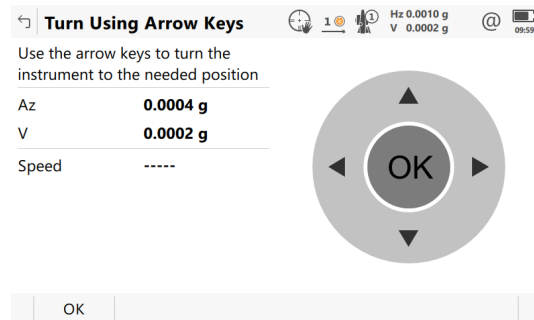 Turn Using Arrow Keys
1
1
Hz 0.0010 g
V 0.0002 g
@
09:59
Use the arrow keys to turn the
instrument to the needed position
Az 0.0004 g
V 0.0002 g
Speed -----
OK
OK